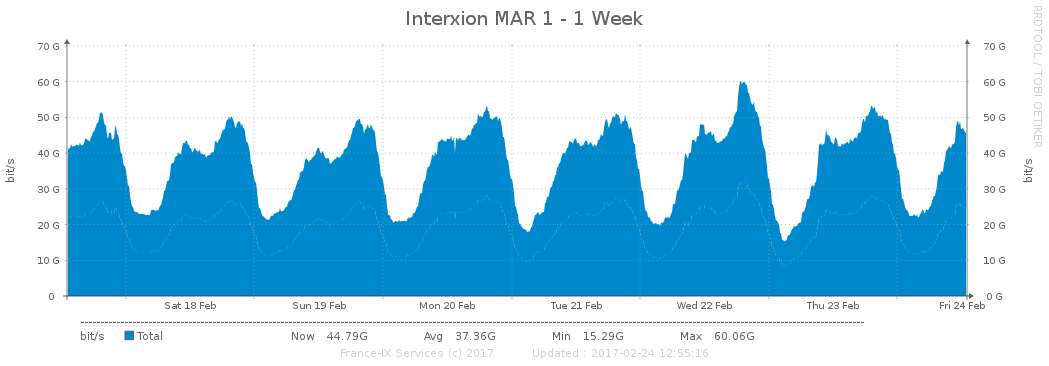 Interxion MAR 1 - 1 Week
RRDTOOL / TOBI OETIKER
70 G 70 G
60 G 60 G
50 G 50 G
40 G 40 G
30 G 30 G
20 G 20 G
10 G 10 G
0 0 G
bit/s bit/s
Sat 18 Feb Sun 19 Feb Mon 20 Feb Tue 21 Feb Wed 22 Feb Thu 23 Feb Fri 24 Feb
bit/s Total Now 44.79G Avg 37.36G Min 15.29G Max 60.06G
France-IX Services (c) 2017 Updated : 2017-02-24 12:55:16